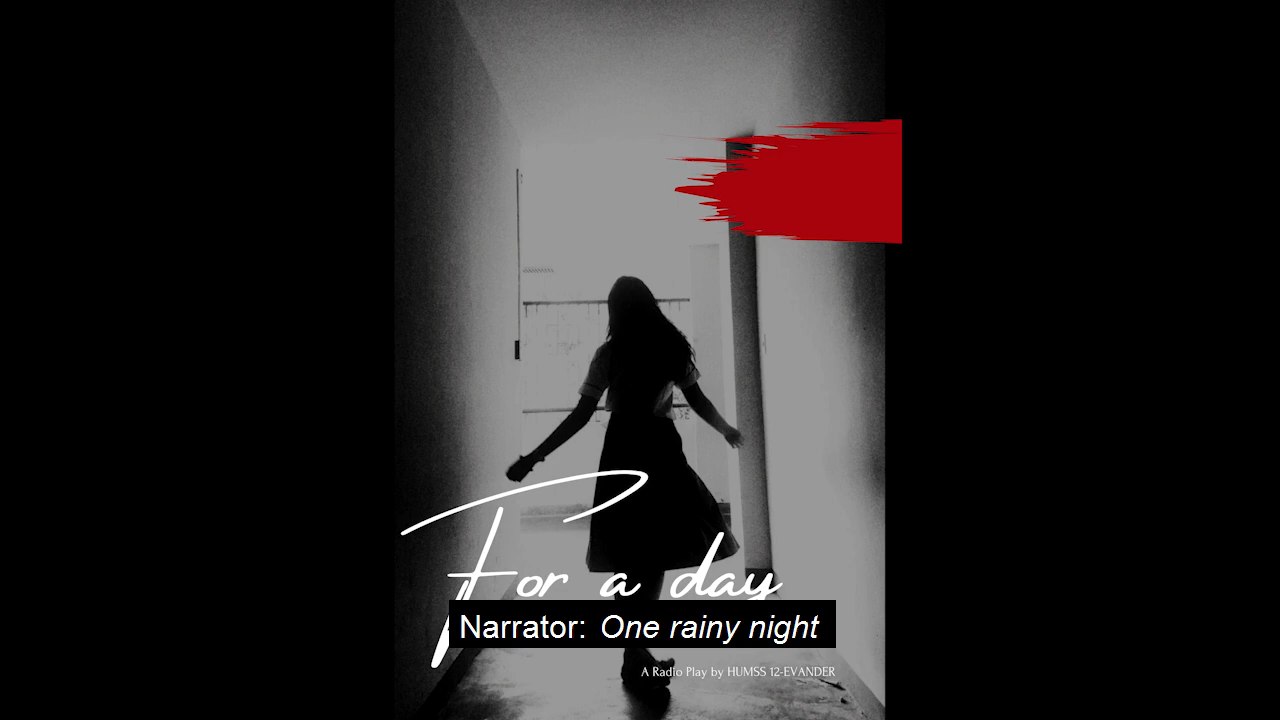 For a day
Narrator: One rainy night
A Radio Play by HUMSS 12-EVANDER